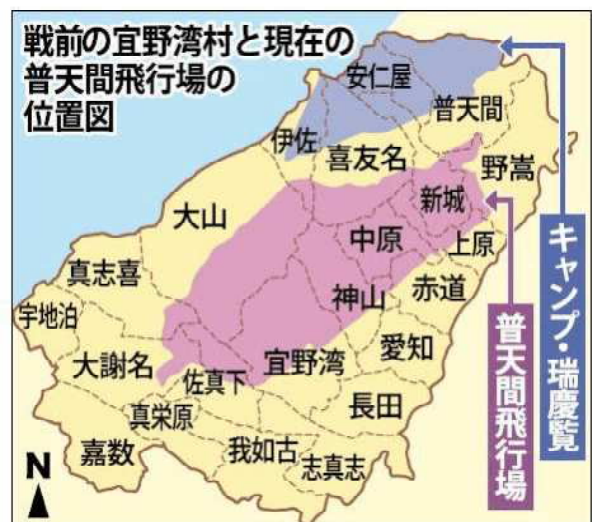 戦前の宜野湾村と現在の
普天間飛行場の
位置図
安仁屋
普天間
伊佐
喜友名
野嵩
大山
新城
中原
上原
真志喜
神山
赤道
宇地泊
愛知
大謝名
宜野湾
佐真下
長田
真栄原
嘉数
我如古
志真志
キャンプ・瑞慶覧
普天間飛行場
N